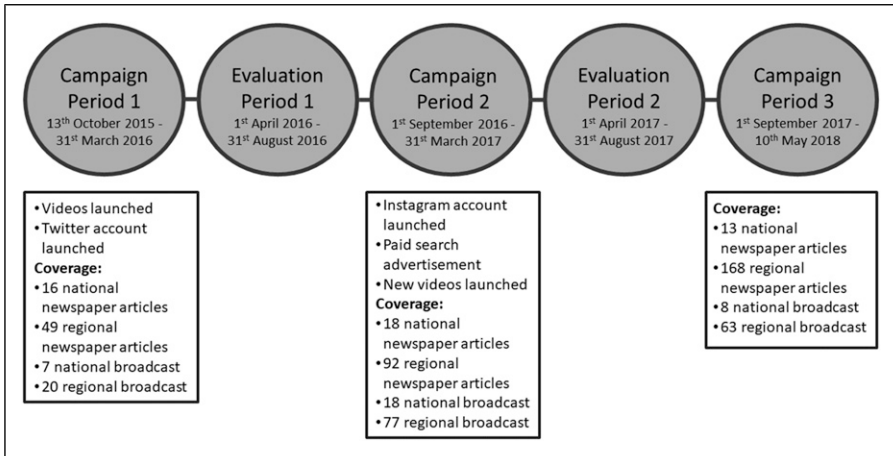 Campaign
Period 1
13th October 2015 -
31st March 2016
Evaluation
Period 1
1st April 2016 -
31st August 2016
Campaign
Period 2
1st September 2016 -
31st March 2017
Evaluation
Period 2
1st April 2017 -
31st August 2017
Campaign
Period 3
1st September 2017 -
10th May 2018
•Videos launched
•Twitter account
launched
Coverage:
•16 national
newspaper articles
•49 regional
newspaper articles
•7 national broadcast
•20 regional broadcast
•Instagram account
launched
•Paid search
advertisement
•New videos launched
Coverage:
•18 national
newspaper articles
•92 regional
newspaper articles
•18 national broadcast
•77 regional broadcast
Coverage:
•13 national
newspaper articles
•168 regional
newspaper articles
•8 national broadcast
•63 regional broadcast